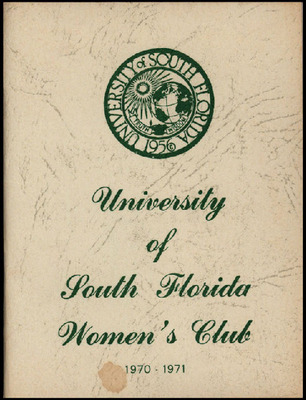 UNIVERSITY of SOUTH FLORIDA
1956
University
of
South Florida
Women's Club
1970 - 1971